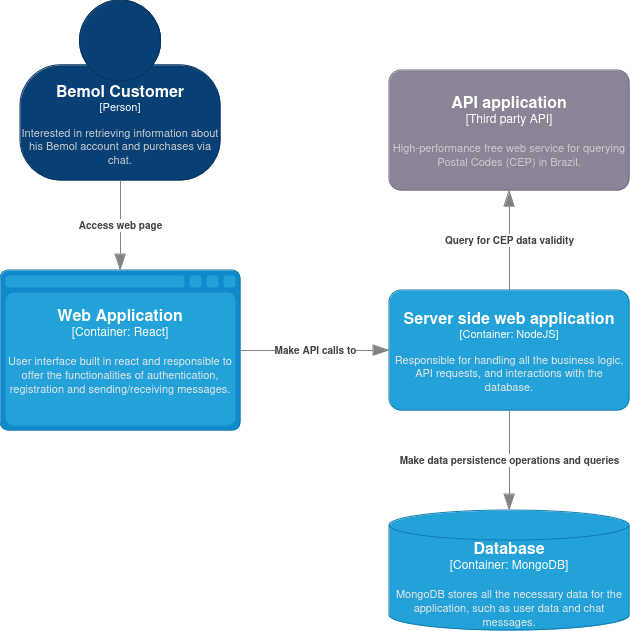 Bemol Customer
[Person]
Interested in retrieving information about
his Bemol account and purchases via
chat.
API application
[Third party API]
High-performance free web service for querying
Postal Codes (CEP) in Brazil.
Access web page
Query for CEP data validity
Web Application
[Container: React]
User interface built in react and responsible to
offer the functionalities of authentication,
registration and sending/receiving messages.
Make API calls to
Server side web application
[Container: NodeJS]
Responsible for handling all the business logic,
API requests, and interactions with the
database.
Make data persistence operations and queries
Database
[Container: MongoDB]
MongoDB stores all the necessary data for the
application, such as user data and chat
messages.